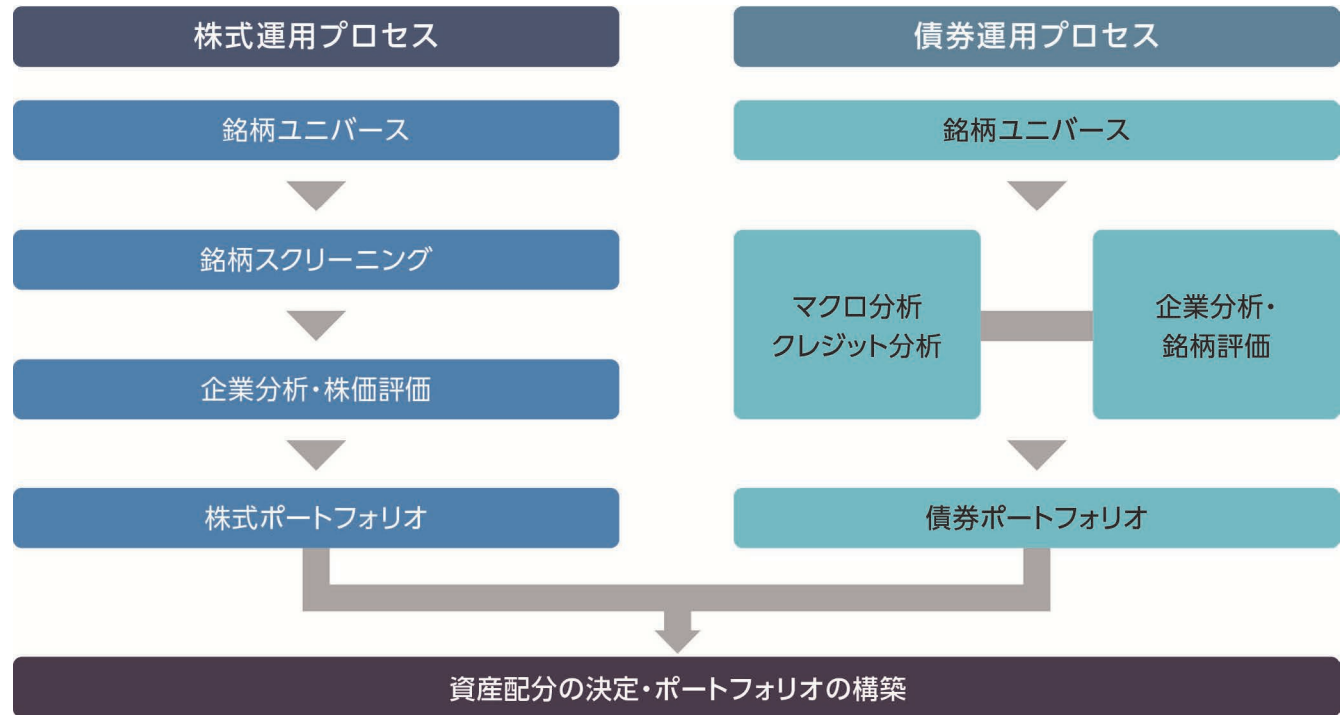 株式運用プロセス
銘柄ユニバース
銘柄スクリーニング
企業分析・株価評価
株式ポートフォリオ
債券運用プロセス
銘柄ユニバース
マクロ分析
クレジット分析
企業分析・
銘柄評価
債券ポートフォリオ
資産配分の決定・ポートフォリオの構築